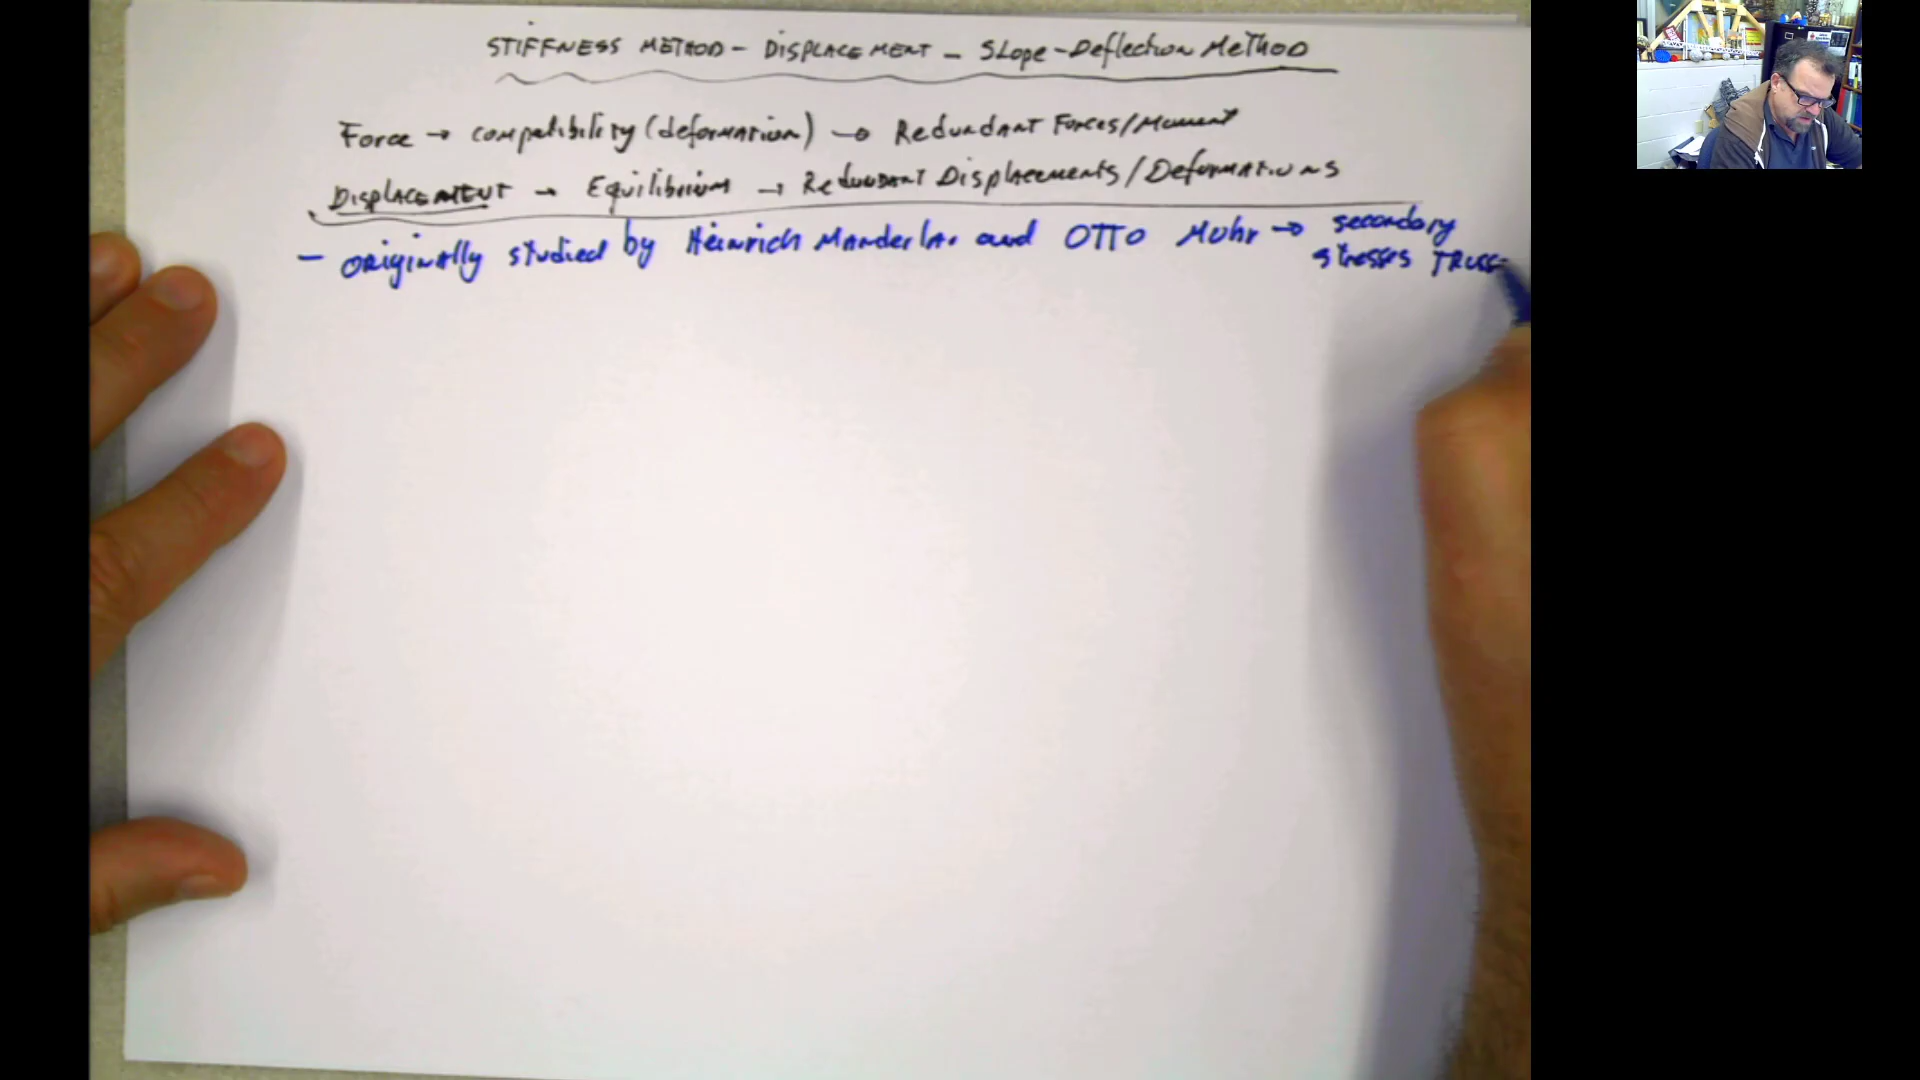 STIFFNESS METHOD - DISPLACEMENT - SLOPE-Deflection METHOD
Force → compatibility (deformation) → Redundant Forces/Moment
DISPLACEMENT → Equilibrium → Redundant Displacements/Deformations
- originally studied by Heinrich Manderla. and OTTO Mohr → secondary
stresses TRUSS